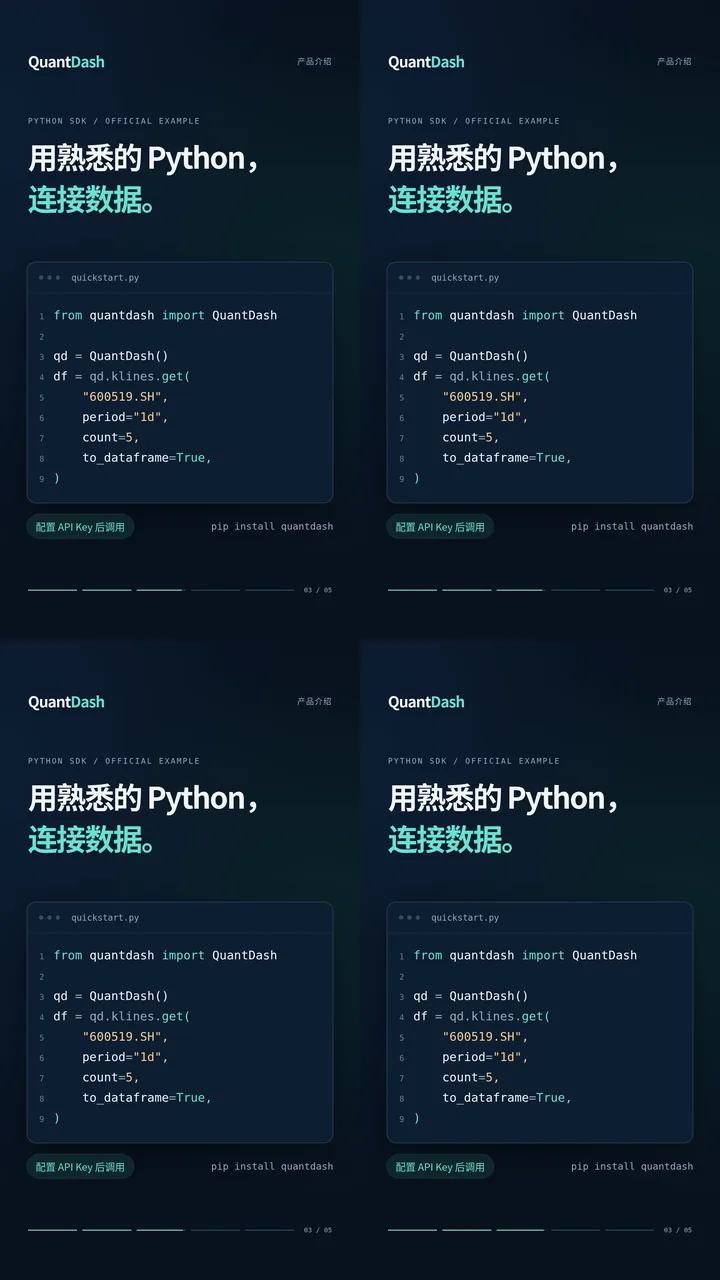 QuantDash
产品介绍
PYTHON SDK / OFFICIAL EXAMPLE
用熟悉的 Python，
连接数据。
quickstart.py
1 from quantdash import QuantDash
2
3 qd = QuantDash()
4 df = qd.klines.get(
5     "600519.SH",
6     period="1d",
7     count=5,
8     to_dataframe=True,
9 )
配置 API Key 后调用
pip install quantdash
03 / 05
QuantDash
产品介绍
PYTHON SDK / OFFICIAL EXAMPLE
用熟悉的 Python，
连接数据。
quickstart.py
1 from quantdash import QuantDash
2
3 qd = QuantDash()
4 df = qd.klines.get(
5     "600519.SH",
6     period="1d",
7     count=5,
8     to_dataframe=True,
9 )
配置 API Key 后调用
pip install quantdash
03 / 05
QuantDash
产品介绍
PYTHON SDK / OFFICIAL EXAMPLE
用熟悉的 Python，
连接数据。
quickstart.py
1 from quantdash import QuantDash
2
3 qd = QuantDash()
4 df = qd.klines.get(
5     "600519.SH",
6     period="1d",
7     count=5,
8     to_dataframe=True,
9 )
配置 API Key 后调用
pip install quantdash
03 / 05
QuantDash
产品介绍
PYTHON SDK / OFFICIAL EXAMPLE
用熟悉的 Python，
连接数据。
quickstart.py
1 from quantdash import QuantDash
2
3 qd = QuantDash()
4 df = qd.klines.get(
5     "600519.SH",
6     period="1d",
7     count=5,
8     to_dataframe=True,
9 )
配置 API Key 后调用
pip install quantdash
03 / 05